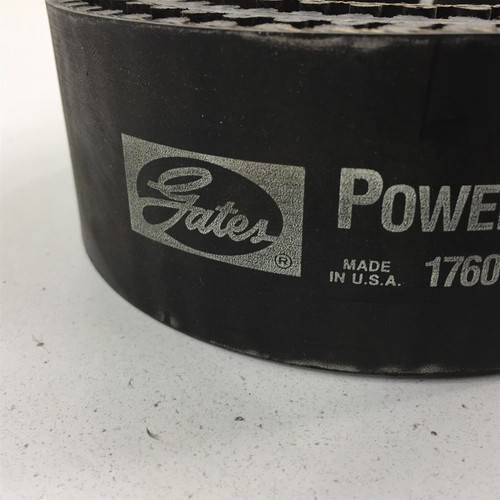 Gates ®
POWE
MADE
IN U.S.A.
1760